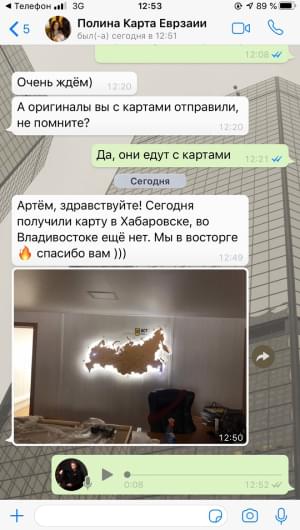 Телефон 3G 12:53 89 %
5 Полина Карта Еврзаии
был(-а) сегодня в 12:51
12:08
Очень ждём)
12:20
А оригиналы вы с картами отправили,
не помните?
12:20
Да, они едут с картами
12:21
Сегодня
Артём, здравствуйте! Сегодня
получили карту в Хабаровске, во
Владивостоке ещё нет. Мы в восторге
🔥 спасибо вам )))
12:49
12:50
0:08
12:52